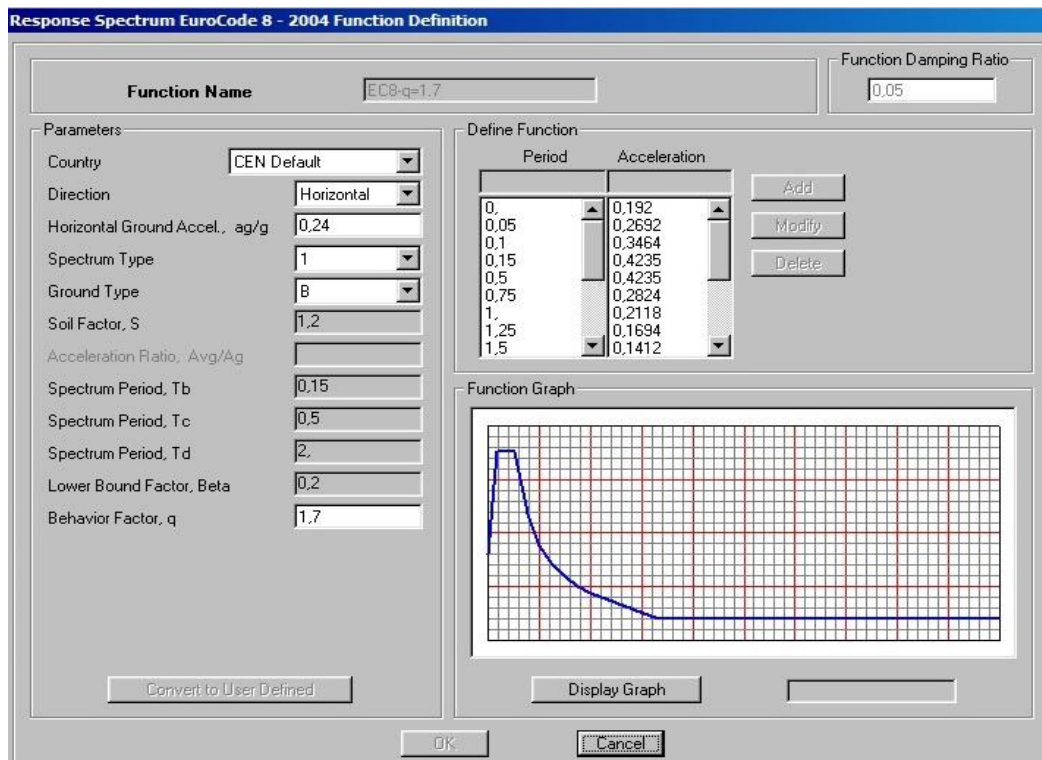 Response Spectrum EuroCode 8 - 2004 Function Definition
Function Damping Ratio
Function Name
EC8-q=1.7
0,05
Parameters
Country
CEN Default
Direction
Horizontal
Horizontal Ground Accel., ag/g
0,24
Spectrum Type
1
Ground Type
B
Soil Factor, S
1,2
Acceleration Ratio, Avg/Ag
Spectrum Period, Tb
0,15
Spectrum Period, Tc
0,5
Spectrum Period, Td
2,
Lower Bound Factor, Beta
0,2
Behavior Factor, q
1,7
Convert to User Defined
Define Function
Period Acceleration
0, 0,192
0,05 0,2692
0,1 0,3464
0,15 0,4235
0,5 0,4235
0,75 0,2824
1, 0,2118
1,25 0,1694
1,5 0,1412
Add
Modify
Delete
Function Graph
Display Graph
OK
Cancel